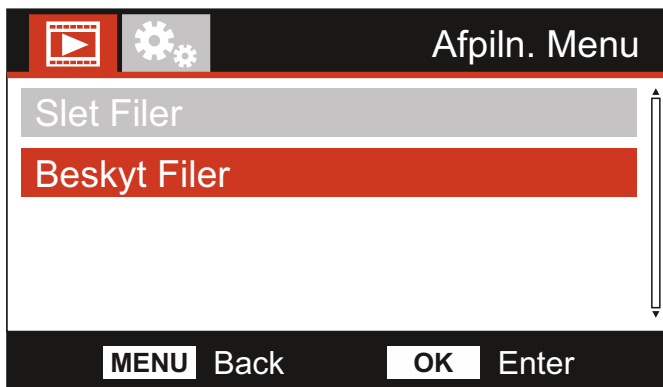 Afpiln. Menu
Slet Filer
Beskyt Filer
MENU Back OK Enter